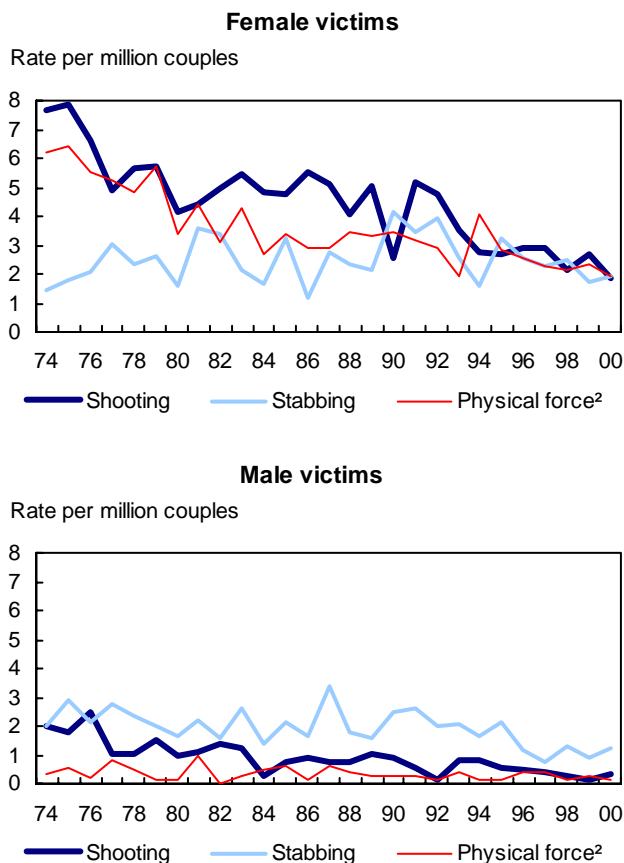 Female victims
Rate per million couples
8
7
6
5
4
3
2
1
0
74 76 78 80 82 84 86 88 90 92 94 96 98 00
Shooting Stabbing Physical force²
Male victims
Rate per million couples
8
7
6
5
4
3
2
1
0
74 76 78 80 82 84 86 88 90 92 94 96 98 00
Shooting Stabbing Physical force²